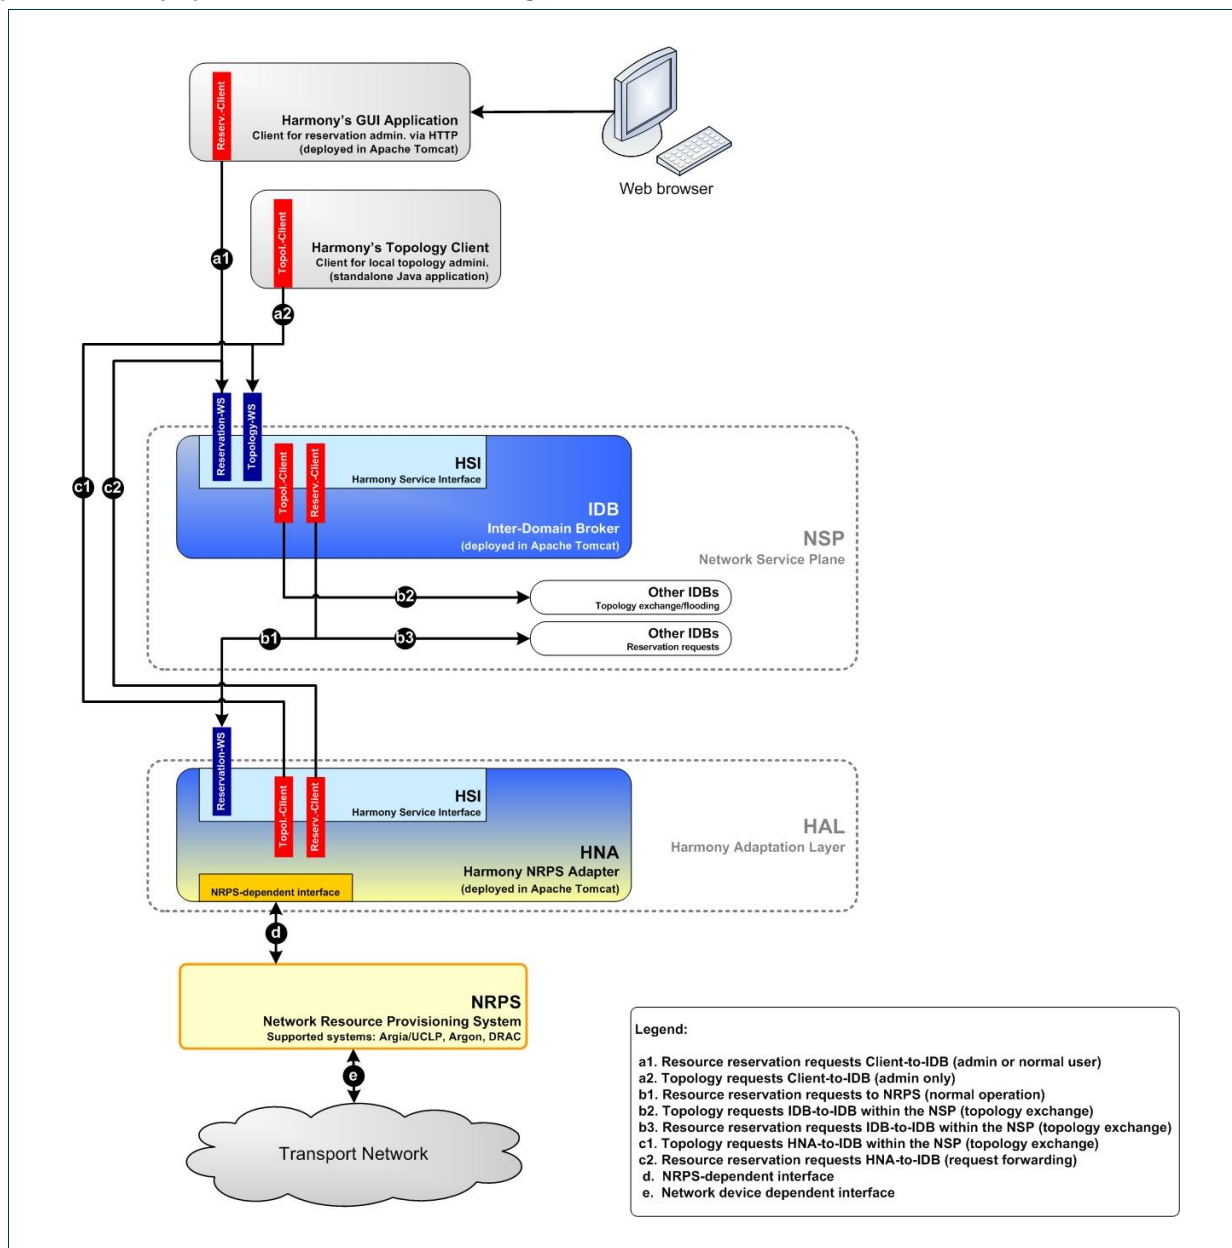 Reserv.-Client
Harmony's GUI Application
Client for reservation admin. via HTTP
(deployed in Apache Tomcat)
Web browser
Topol.-Client
Harmony's Topology Client
Client for local topology admini.
(standalone Java application)
a1
a2
Reservation-WS
Topology-WS
Topol.-Client
Reserv.-Client
HSI
Harmony Service Interface
c1
c2
IDB
Inter-Domain Broker
(deployed in Apache Tomcat)
NSP
Network Service Plane
b2
Other IDBs
Topology exchange/flooding
b1
b3
Other IDBs
Reservation requests
Reservation-WS
Topol.-Client
Reserv.-Client
HSI
Harmony Service Interface
HAL
Harmony Adaptation Layer
HNA
Harmony NRPS Adapter
(deployed in Apache Tomcat)
NRPS-dependent interface
d
NRPS
Network Resource Provisioning System
Supported systems: Argia/UCLP, Argon, DRAC
e
Transport Network
Legend:
a1. Resource reservation requests Client-to-IDB (admin or normal user)
a2. Topology requests Client-to-IDB (admin only)
b1. Resource reservation requests to NRPS (normal operation)
b2. Topology requests IDB-to-IDB within the NSP (topology exchange)
b3. Resource reservation requests IDB-to-IDB within the NSP (topology exchange)
c1. Topology requests HNA-to-IDB within the NSP (topology exchange)
c2. Resource reservation requests HNA-to-IDB (request forwarding)
d. NRPS-dependent interface
e. Network device dependent interface